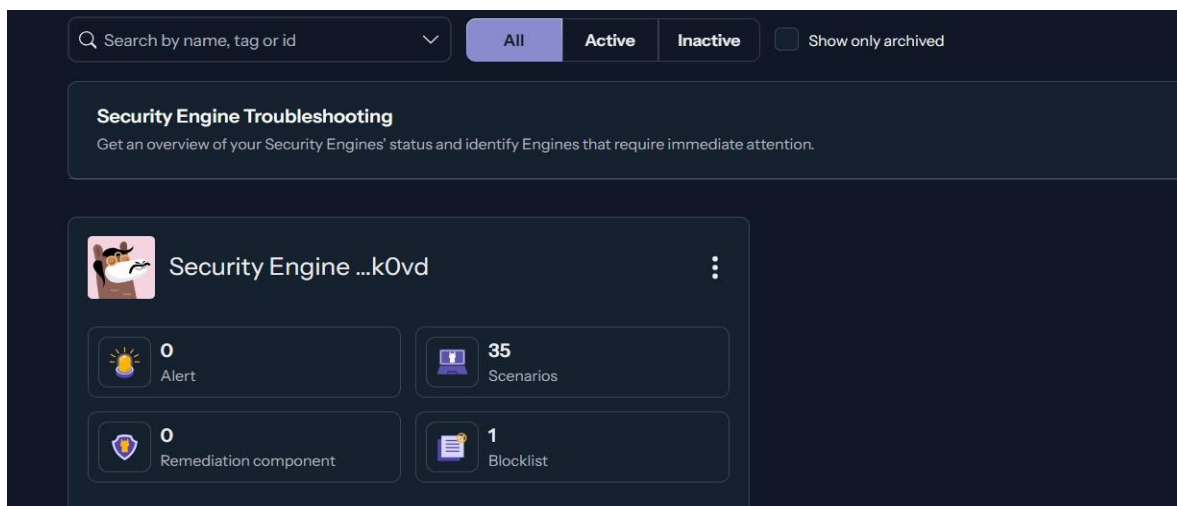 Search by name, tag or id
All
Active
Inactive
Show only archived
Security Engine Troubleshooting
Get an overview of your Security Engines' status and identify Engines that require immediate attention.
Security Engine ...k0vd
0
Alert
35
Scenarios
0
Remediation component
1
Blocklist